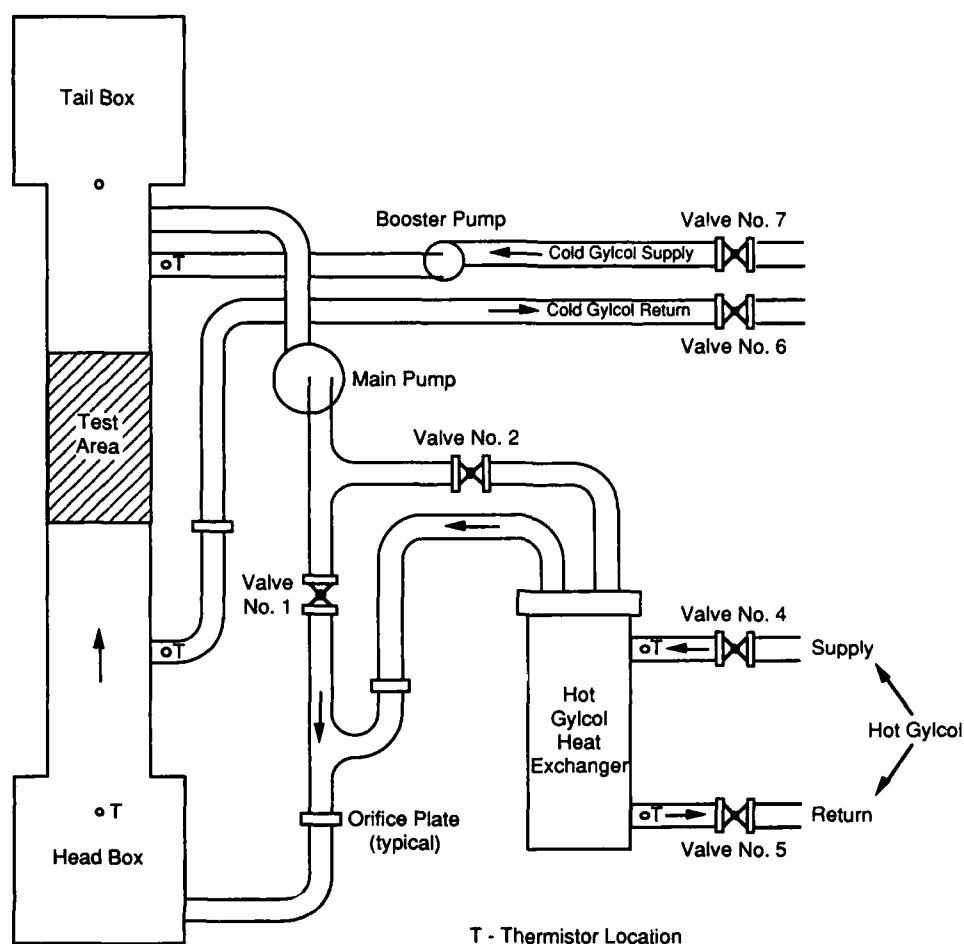 Tail Box
Booster Pump
Valve No. 7
Cold Gylcol Supply
T
Cold Gylcol Return
Valve No. 6
Main Pump
Test
Area
Valve No. 2
Valve
No. 1
Valve No. 4
T
T
Supply
Hot
Gylcol
Heat
Exchanger
Hot Gylcol
T
Orifice Plate
(typical)
T
Return
Head Box
Valve No. 5
T - Thermistor Location